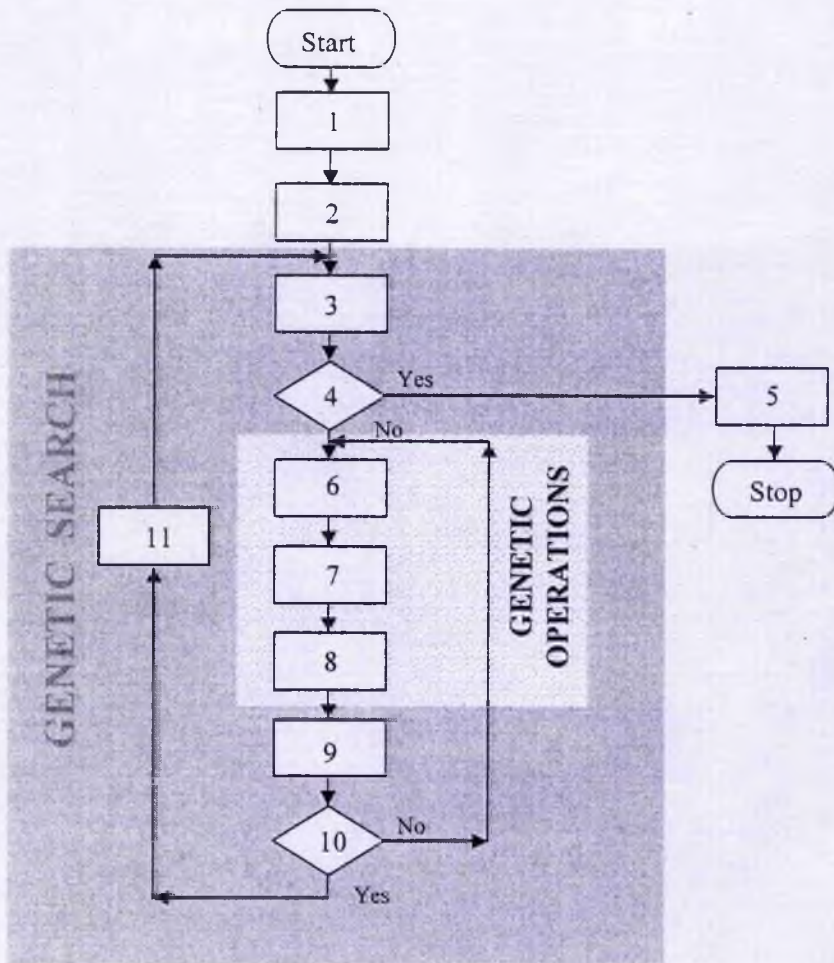 Start
1
2
3
4
Yes
5
Stop
No
6
7
8
9
10
No
Yes
11
GENETIC SEARCH
GENETIC
OPERATIONS